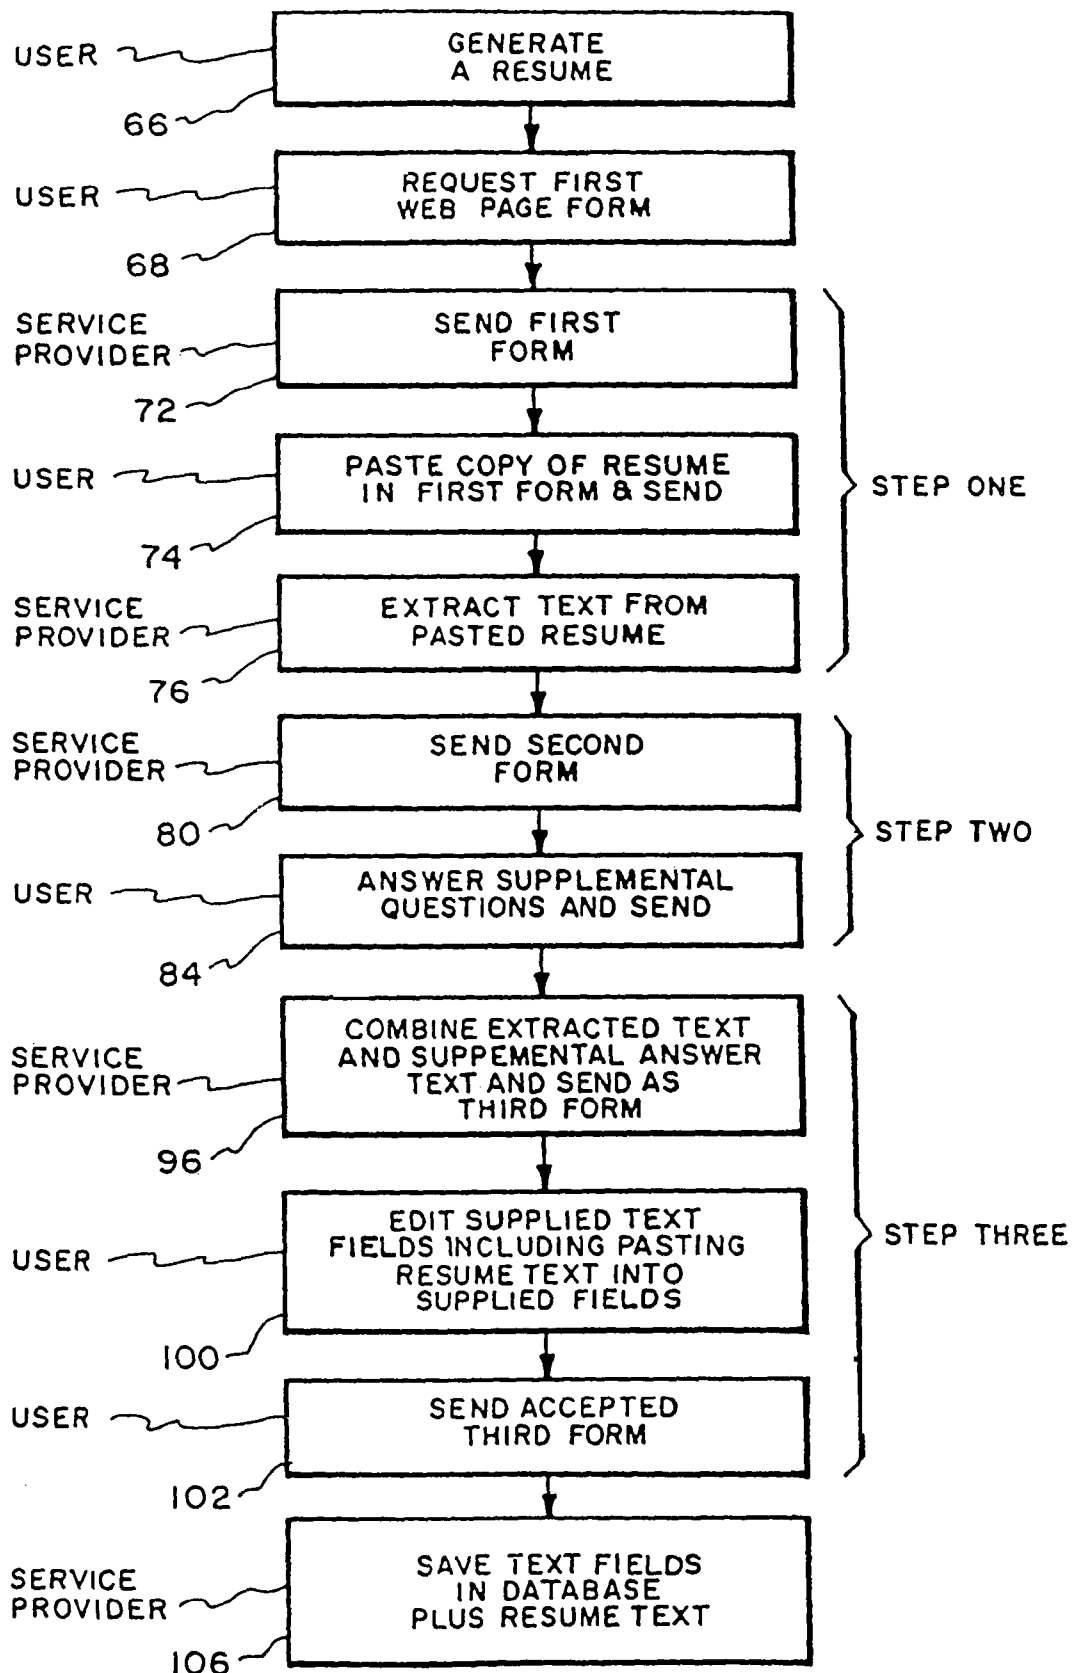 USER
GENERATE
A RESUME
66
USER
REQUEST FIRST
WEB PAGE FORM
68
SERVICE
PROVIDER
SEND FIRST
FORM
72
USER
PASTE COPY OF RESUME
IN FIRST FORM & SEND
74
SERVICE
PROVIDER
EXTRACT TEXT FROM
PASTED RESUME
76
STEP ONE
SERVICE
PROVIDER
SEND SECOND
FORM
80
USER
ANSWER SUPPLEMENTAL
QUESTIONS AND SEND
84
STEP TWO
SERVICE
PROVIDER
COMBINE EXTRACTED TEXT
AND SUPPEMENTAL ANSWER
TEXT AND SEND AS
THIRD FORM
96
USER
EDIT SUPPLIED TEXT
FIELDS INCLUDING PASTING
RESUME TEXT INTO
SUPPLIED FIELDS
100
USER
SEND ACCEPTED
THIRD FORM
102
STEP THREE
SERVICE
PROVIDER
SAVE TEXT FIELDS
IN DATABASE
PLUS RESUME TEXT
106